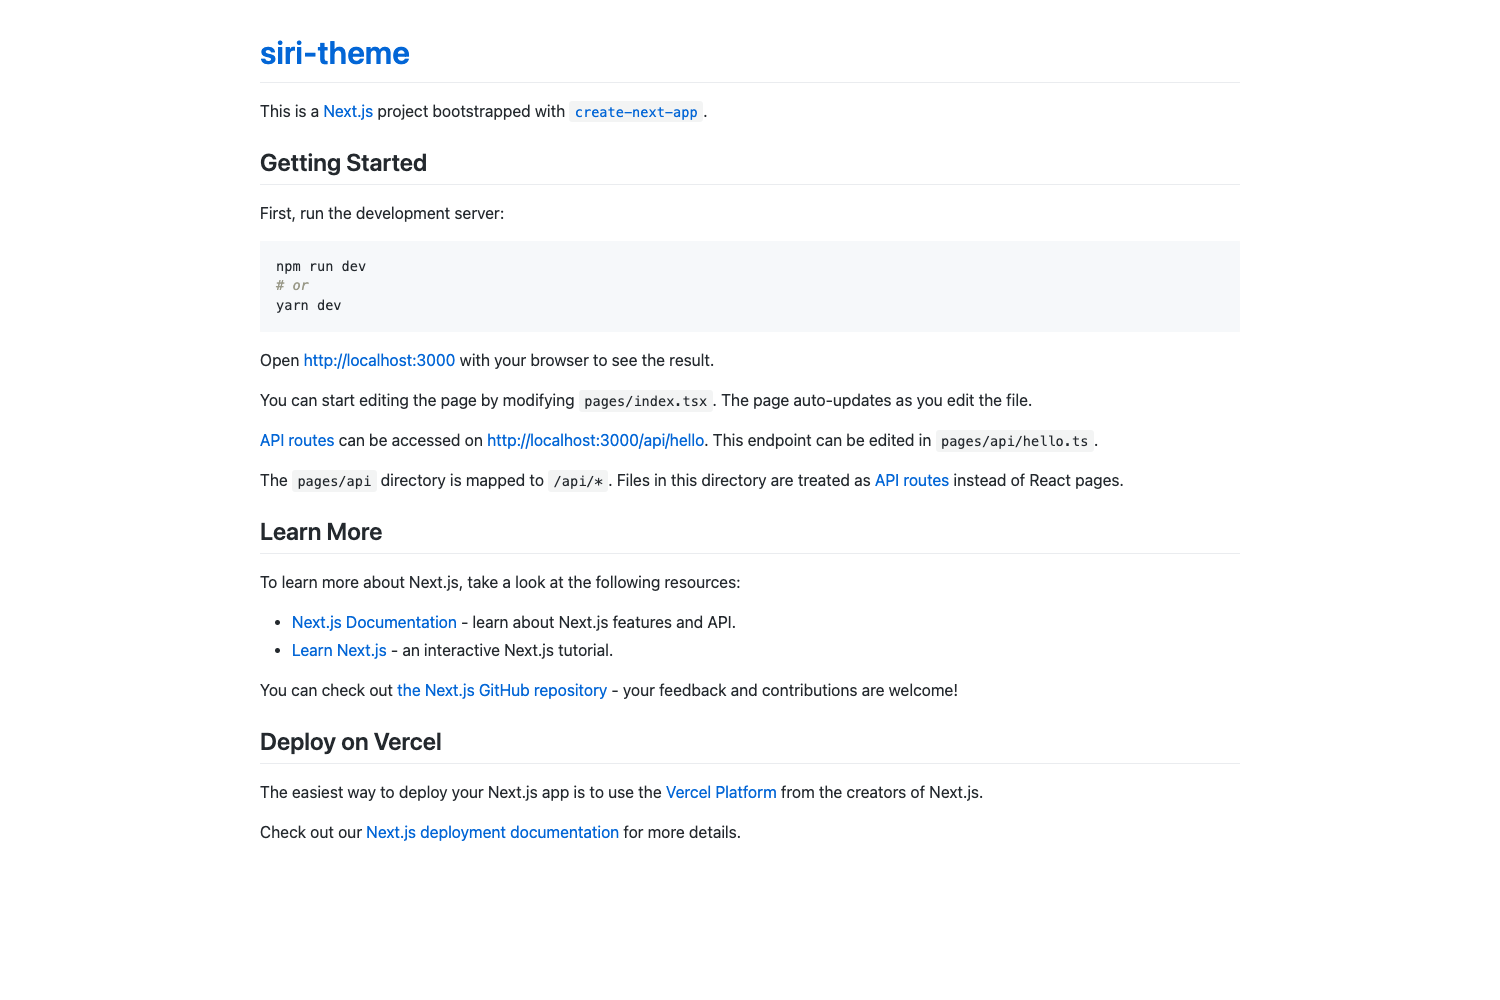 siri-theme
This is a Next.js project bootstrapped with create-next-app.
Getting Started
First, run the development server:
npm run dev
# or
yarn dev
Open http://localhost:3000 with your browser to see the result.
You can start editing the page by modifying pages/index.tsx. The page auto-updates as you edit the file.
API routes can be accessed on http://localhost:3000/api/hello. This endpoint can be edited in pages/api/hello.ts.
The pages/api directory is mapped to /api/*. Files in this directory are treated as API routes instead of React pages.
Learn More
To learn more about Next.js, take a look at the following resources:
• Next.js Documentation - learn about Next.js features and API.
• Learn Next.js - an interactive Next.js tutorial.
You can check out the Next.js GitHub repository - your feedback and contributions are welcome!
Deploy on Vercel
The easiest way to deploy your Next.js app is to use the Vercel Platform from the creators of Next.js.
Check out our Next.js deployment documentation for more details.